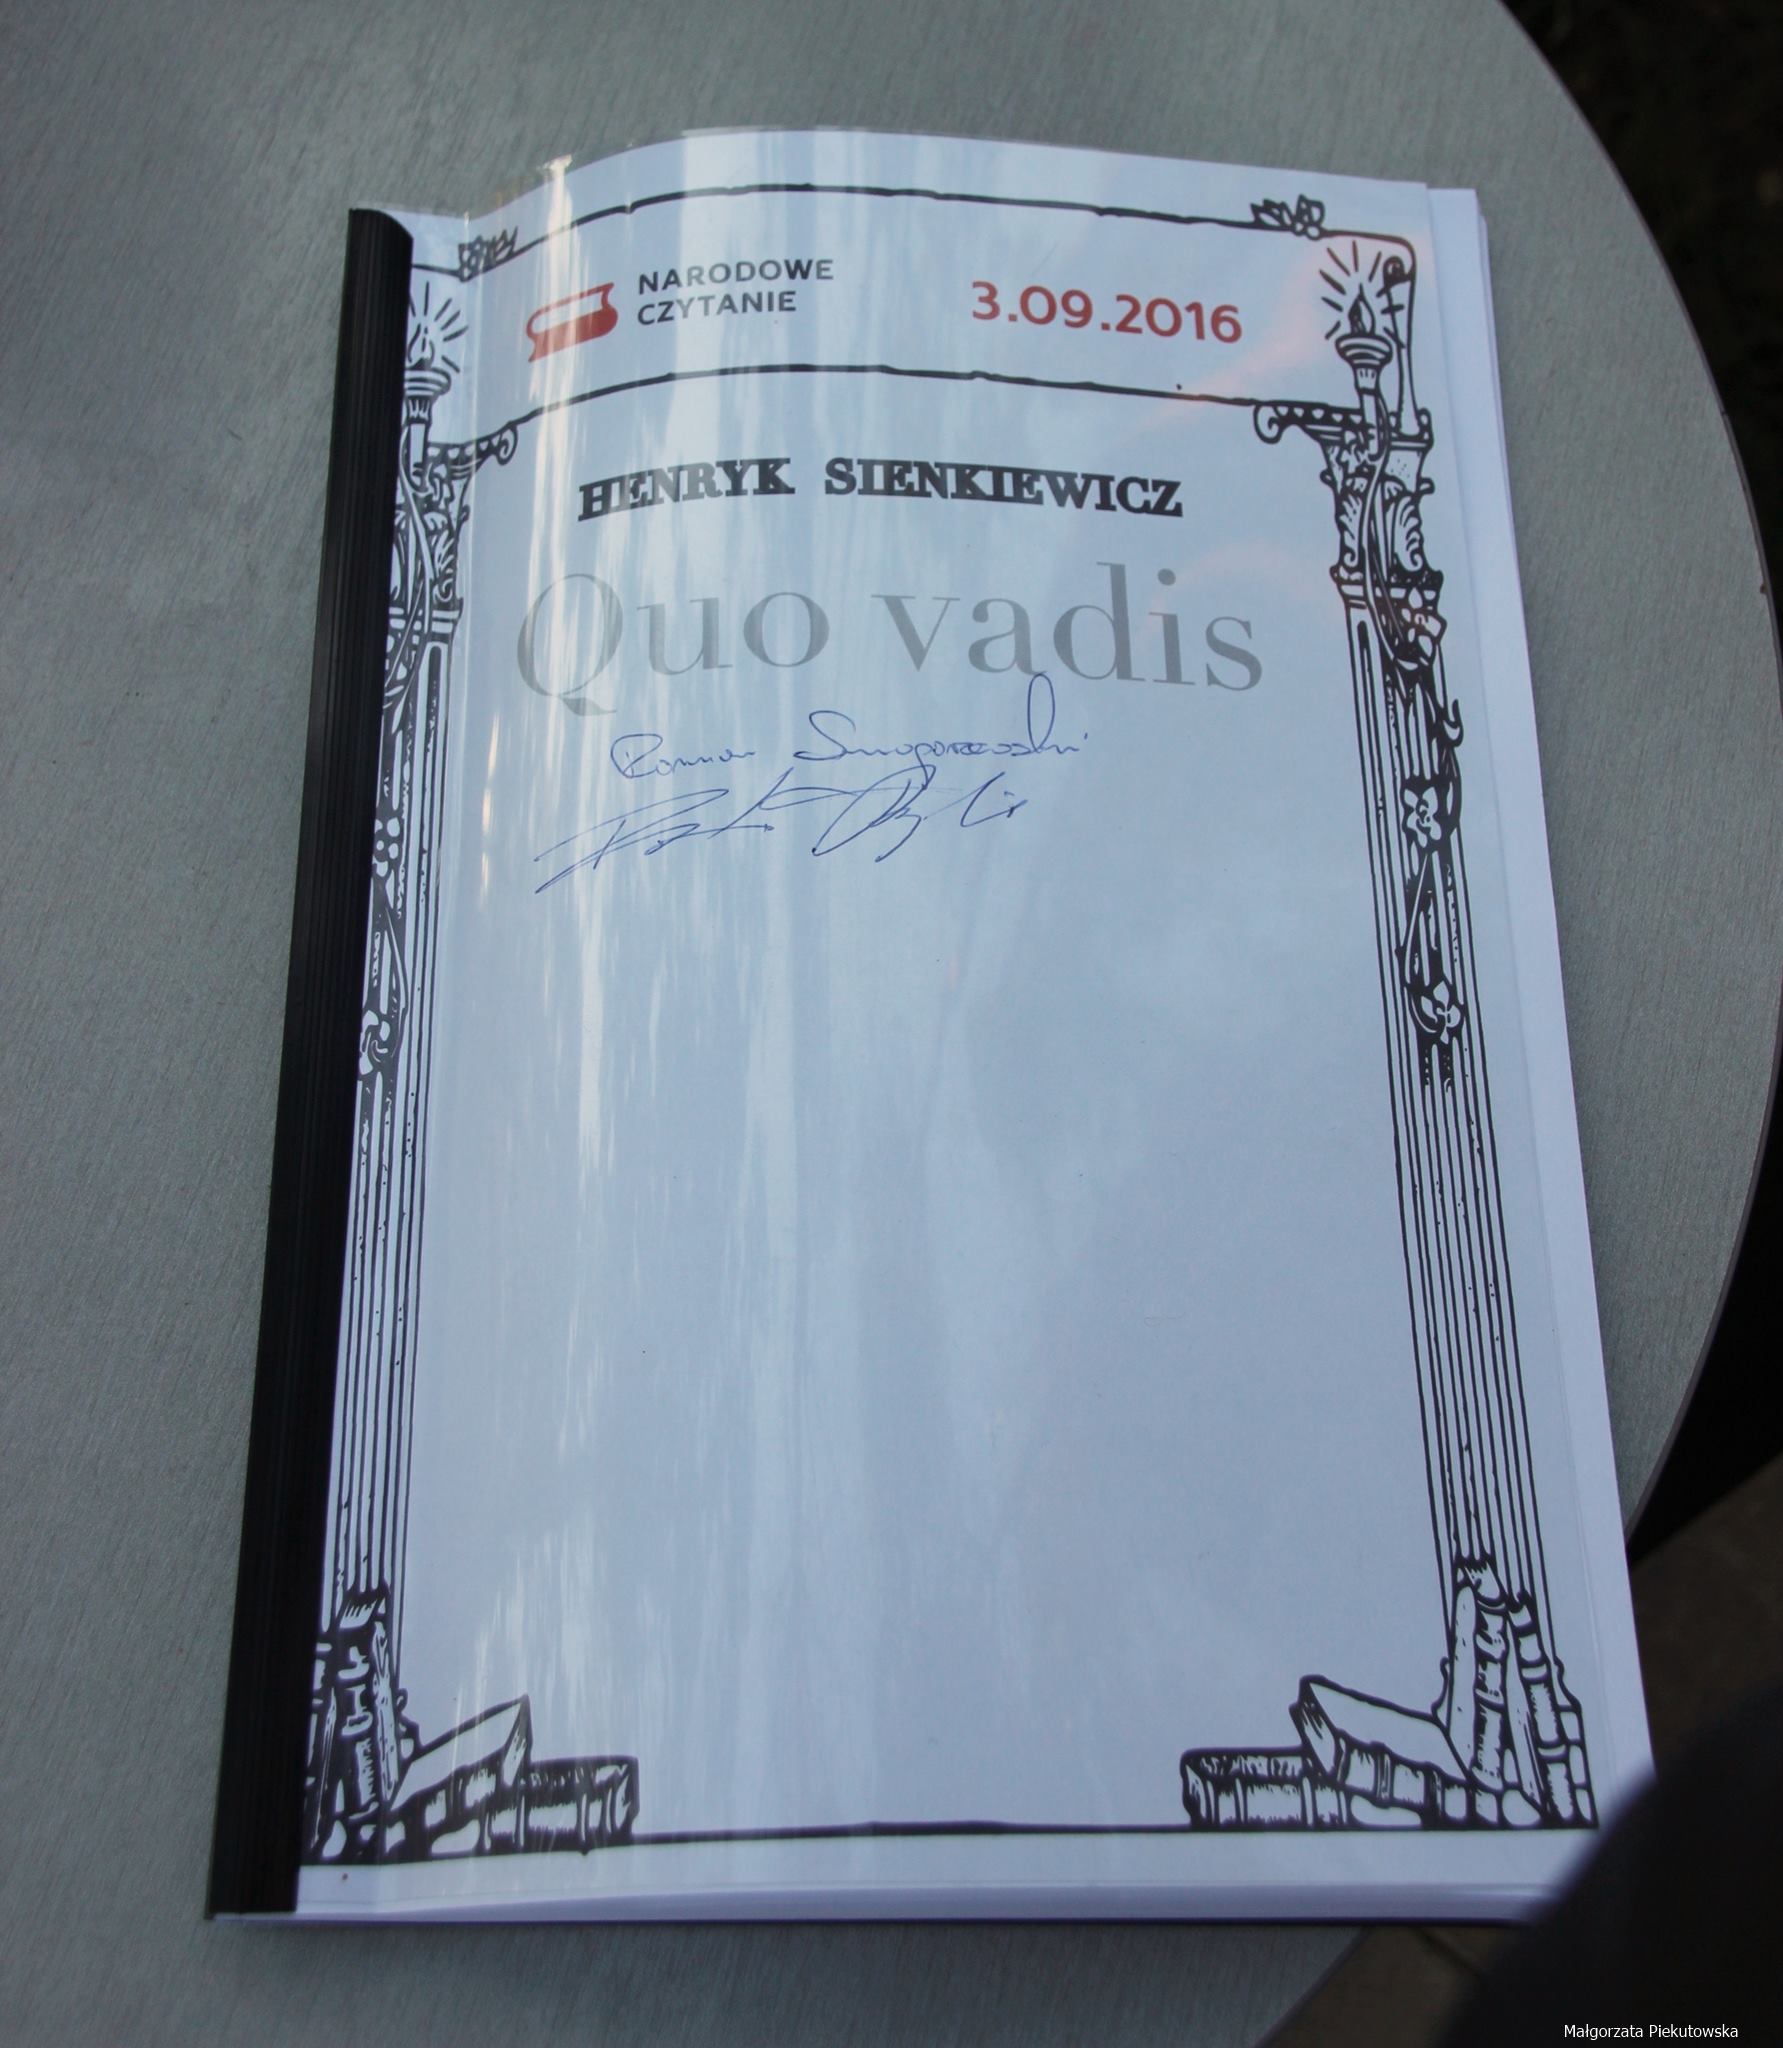 NARODOWE
CZYTANIE
3.09.2016
HENRYK SIENKIEWICZ
Quo vadis
Roman Smogorzewski
Małgorzata Piekutowska